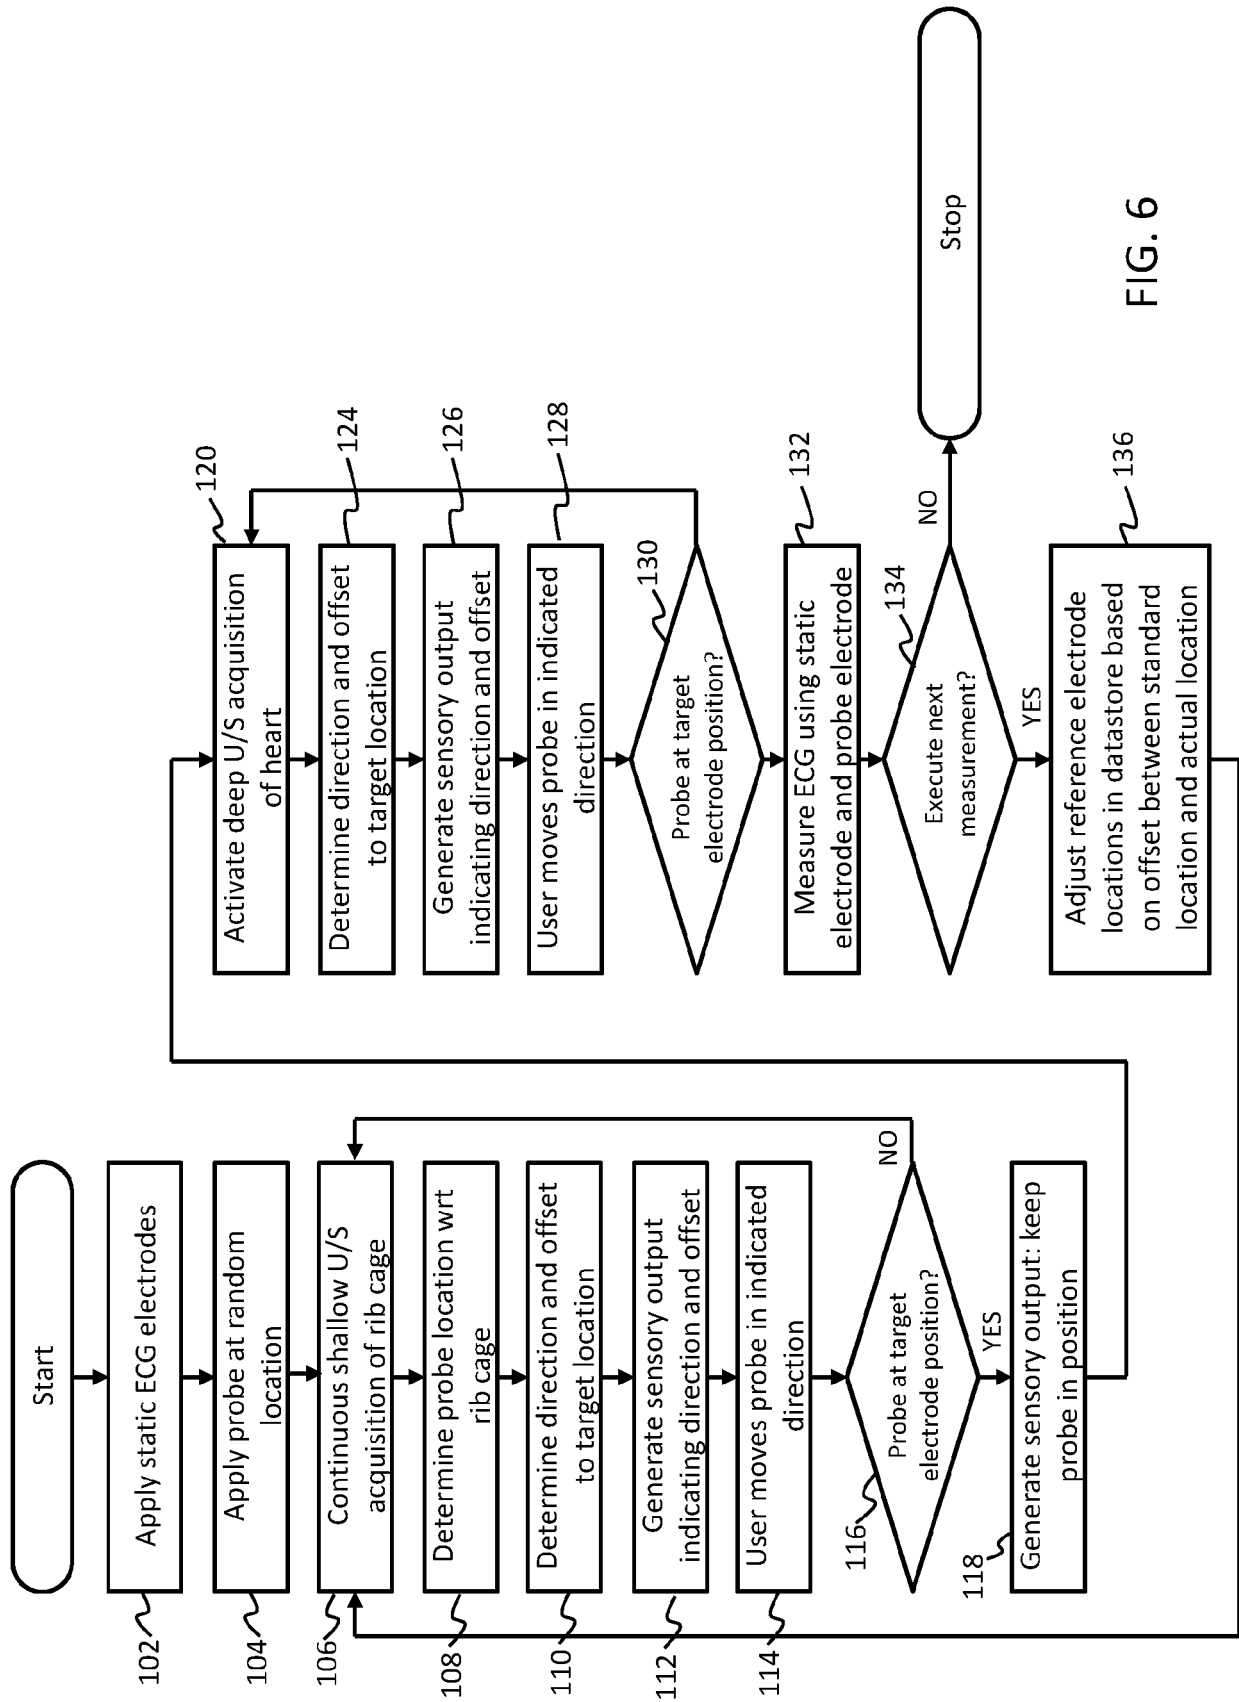 Start
102
Apply static ECG electrodes
104
Apply probe at random
location
106
Continuous shallow U/S
acquisition of rib cage
108
Determine probe location wrt
rib cage
110
Determine direction and offset
to target location
112
Generate sensory output
indicating direction and offset
114
User moves probe in indicated
direction
116
Probe at target
electrode position?
NO
YES
118
Generate sensory output: keep
probe in position
120
Activate deep U/S acquisition
of heart
124
Determine direction and offset
to target location
126
Generate sensory output
indicating direction and offset
128
User moves probe in indicated
direction
130
Probe at target
electrode position?
132
Measure ECG using static
electrode and probe electrode
134
Execute next
measurement?
NO
YES
136
Adjust reference electrode
locations in datastore based
on offset between standard
location and actual location
Stop
FIG. 6